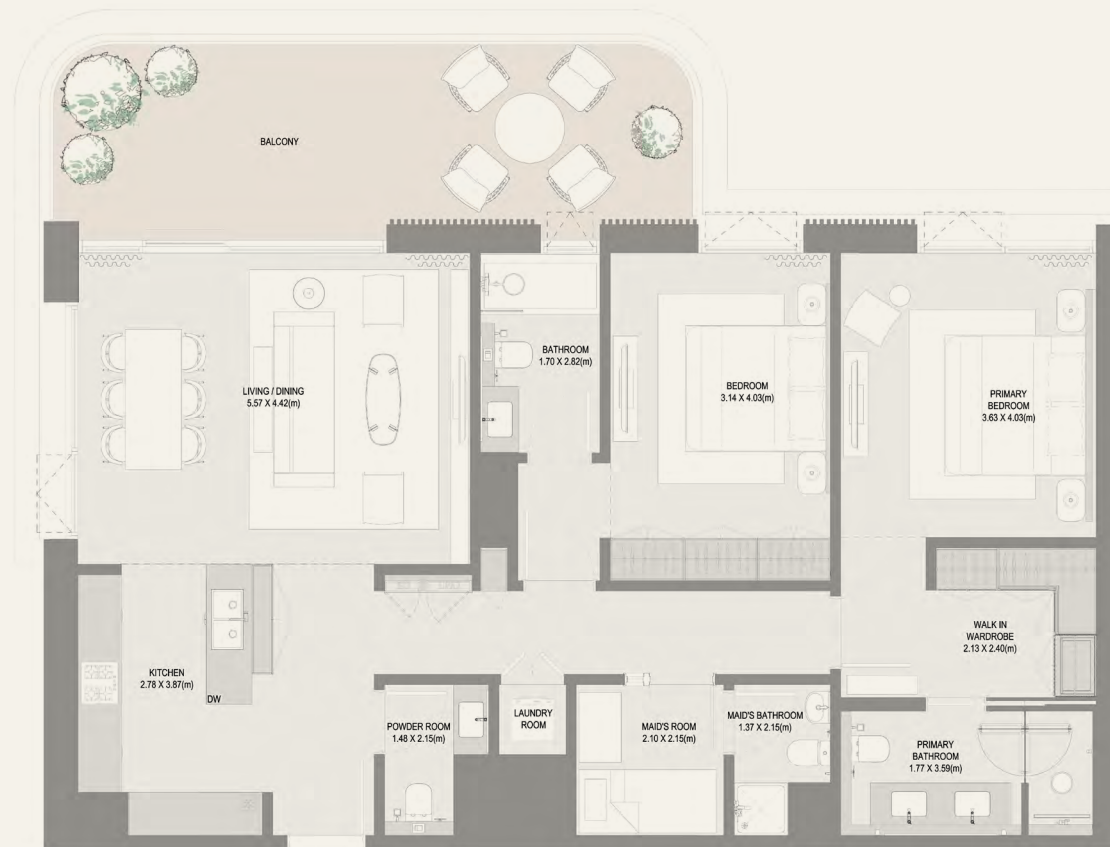 BALCONY
LIVING / DINING
5.57 X 4.42(m)
BATHROOM
1.70 X 2.82(m)
BEDROOM
3.14 X 4.03(m)
PRIMARY
BEDROOM
3.63 X 4.03(m)
KITCHEN
2.78 X 3.87(m)
DW
POWDER ROOM
1.48 X 2.15(m)
LAUNDRY
ROOM
MAID'S ROOM
2.10 X 2.15(m)
MAID'S BATHROOM
1.37 X 2.15(m)
WALK IN
WARDROBE
2.13 X 2.40(m)
PRIMARY
BATHROOM
1.77 X 3.59(m)